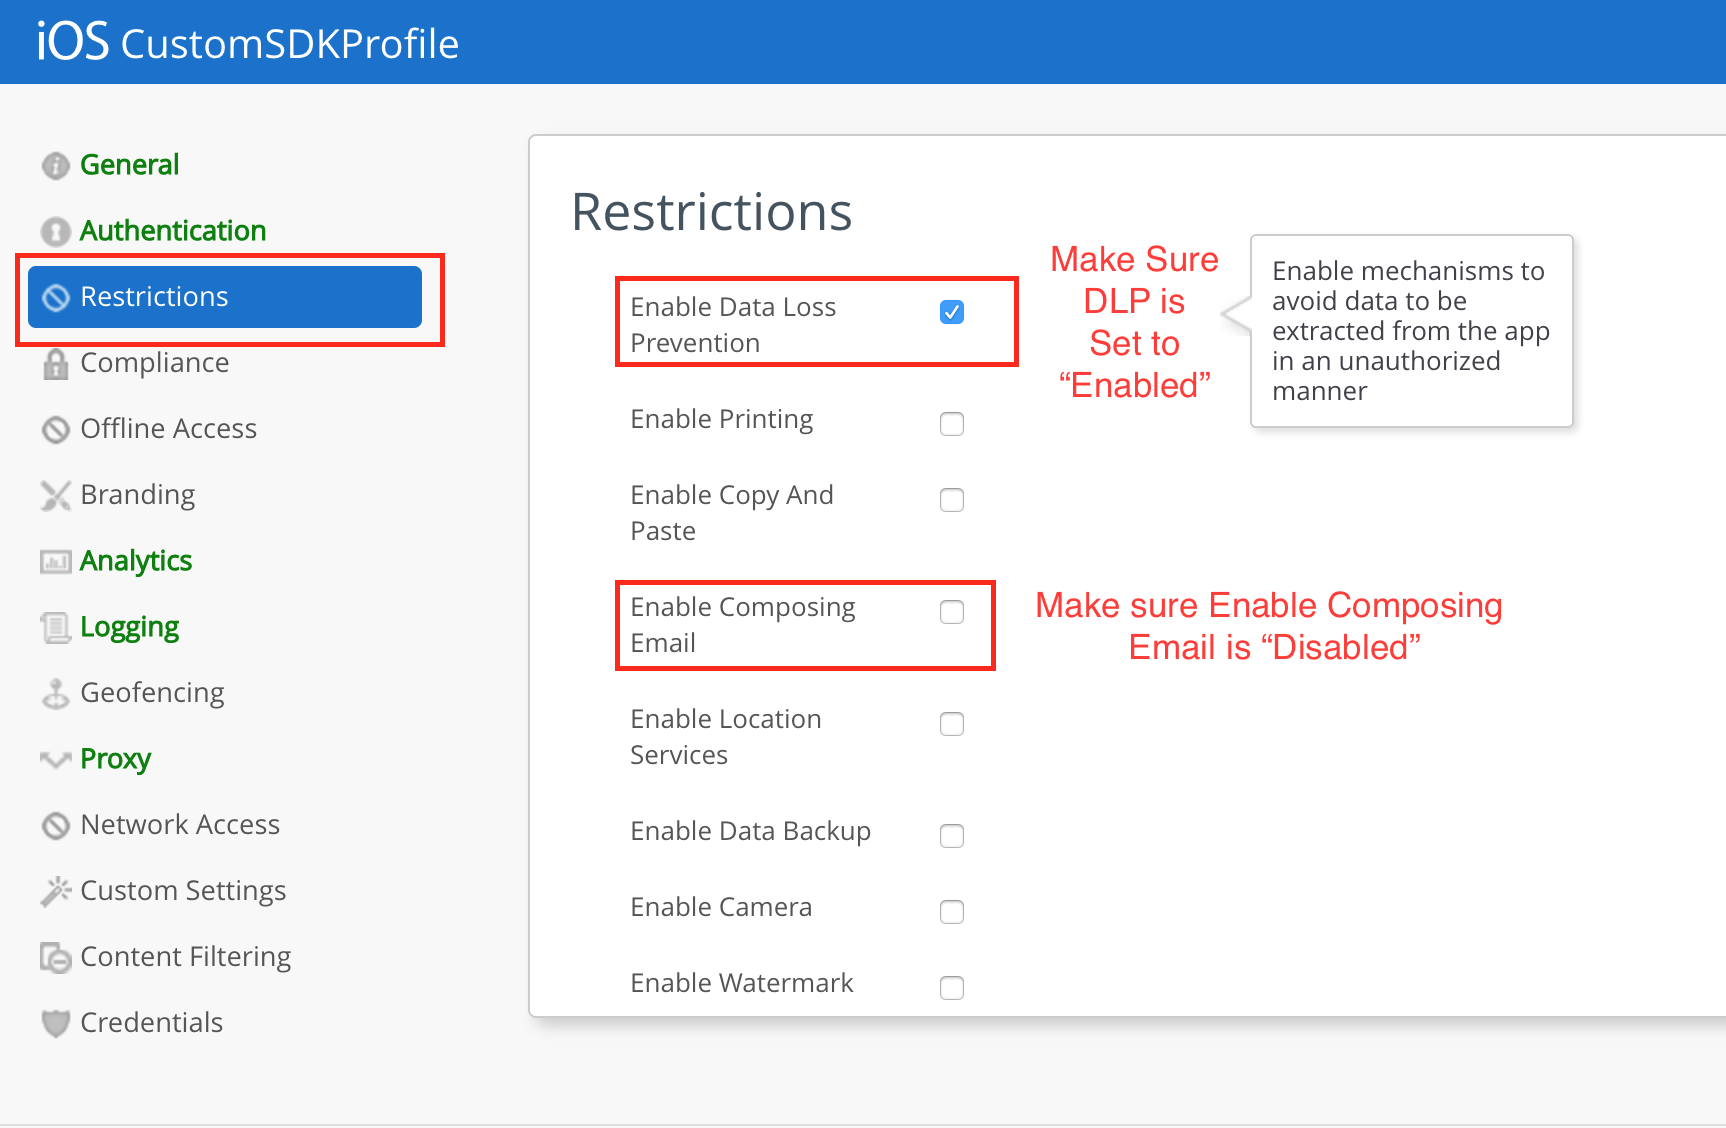 iOS CustomSDKProfile
General
Authentication
Restrictions
Compliance
Offline Access
Branding
Analytics
Logging
Geofencing
Proxy
Network Access
Custom Settings
Content Filtering
Credentials
Restrictions
Enable Data Loss
Prevention
Make Sure
DLP is
Set to
“Enabled”
Enable mechanisms to
avoid data to be
extracted from the app
in an unauthorized
manner
Enable Printing
Enable Copy And
Paste
Enable Composing
Email
Make sure Enable Composing
Email is “Disabled”
Enable Location
Services
Enable Data Backup
Enable Camera
Enable Watermark